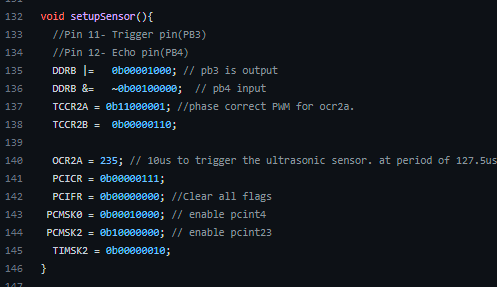 132 void setupSensor(){
133 //Pin 11- Trigger pin(PB3)
134 //Pin 12- Echo pin(PB4)
135 DDRB |= 0b00001000; // pb3 is output
136 DDRB &= ~0b00100000; // pb4 input
137 TCCR2A = 0b11000001; //phase correct PWM for ocr2a.
138 TCCR2B = 0b00000110;
139
140 OCR2A = 235; // 10us to trigger the ultrasonic sensor. at period of 127.5us
141 PCICR = 0b00000111;
142 PCIFR = 0b00000000; //Clear all flags
143 PCMSK0 = 0b00010000; // enable pcint4
144 PCMSK2 = 0b10000000; // enable pcint23
145 TIMSK2 = 0b00000010;
146 }